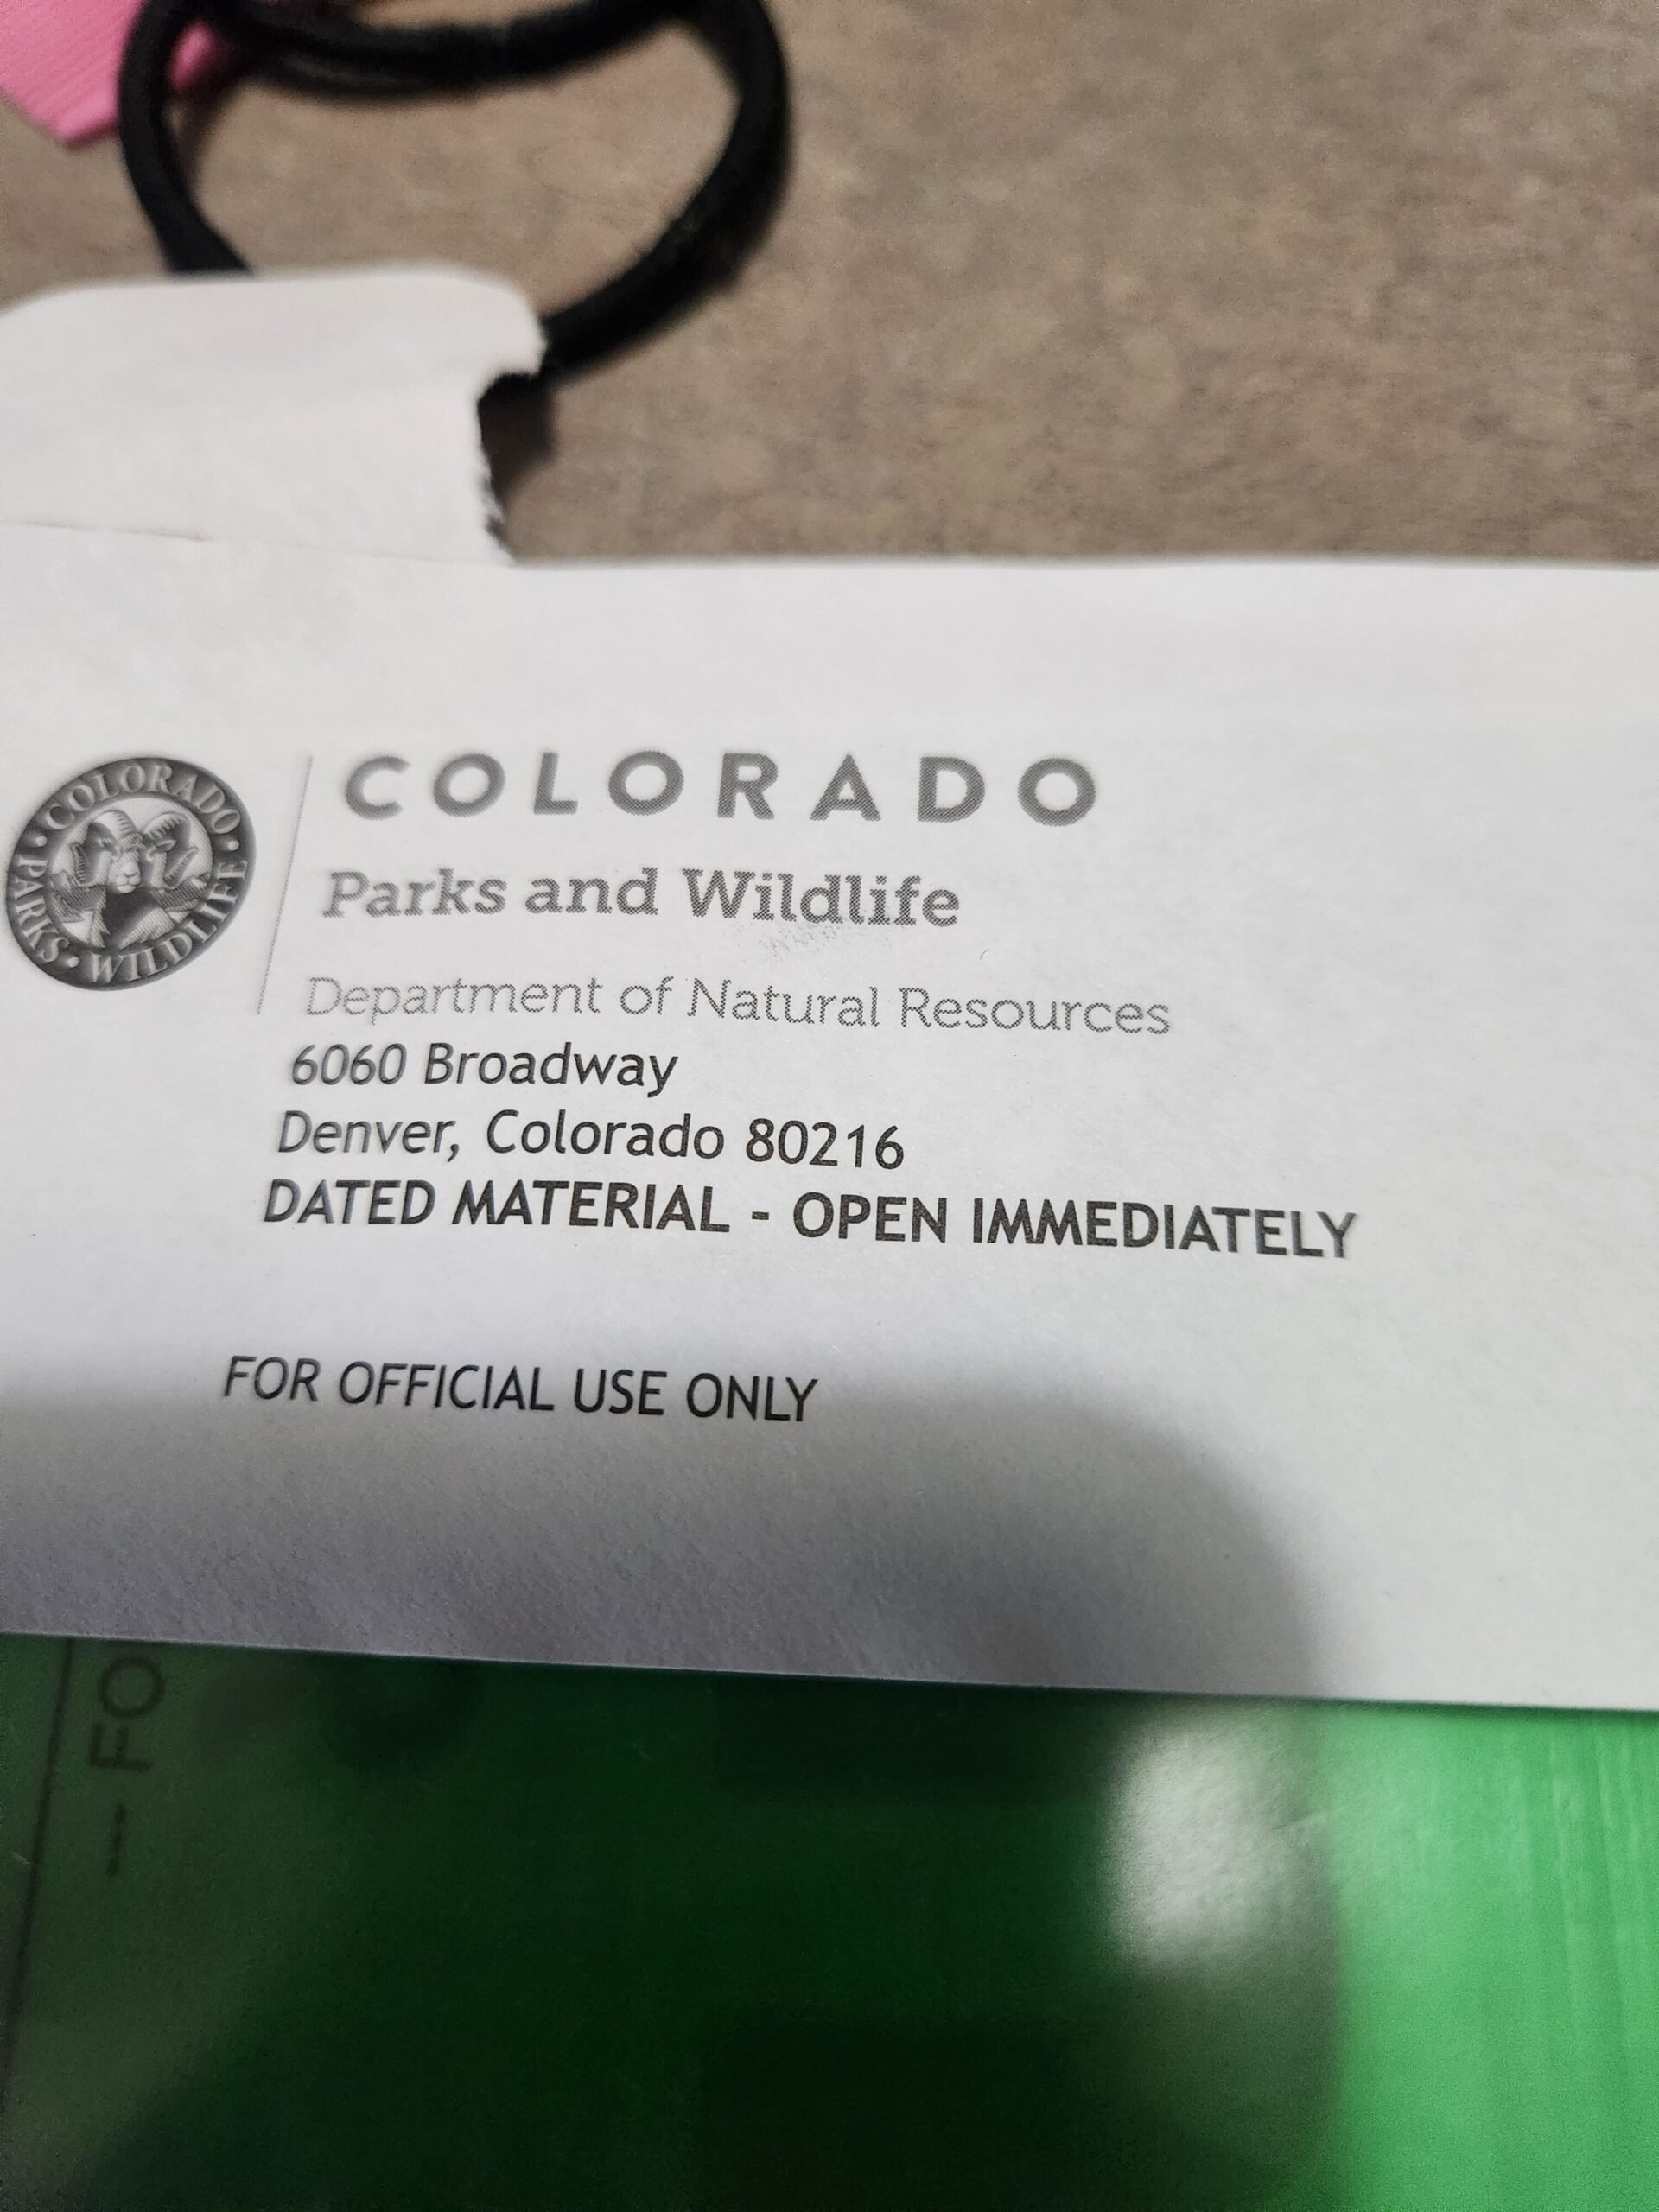 COLORADO
PARKS • WILDLIFE
COLORADO
Parks and Wildlife
Department of Natural Resources
6060 Broadway
Denver, Colorado 80216
DATED MATERIAL - OPEN IMMEDIATELY
FOR OFFICIAL USE ONLY
--- FO